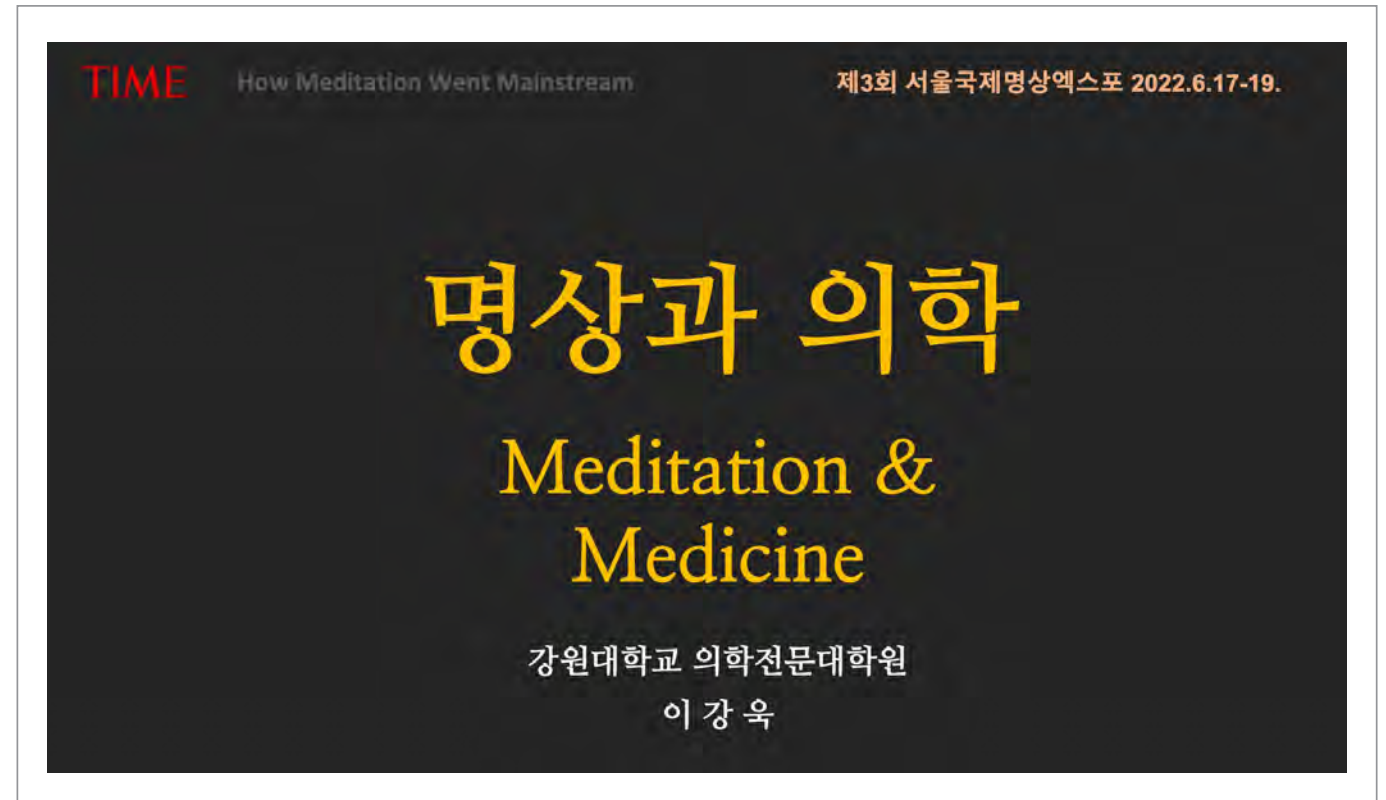 TIME How Meditation Went Mainstream 제3회 서울국제명상엑스포 2022.6.17-19.
명상과 의학
Meditation &
Medicine
강원대학교 의학전문대학원
이 강 욱